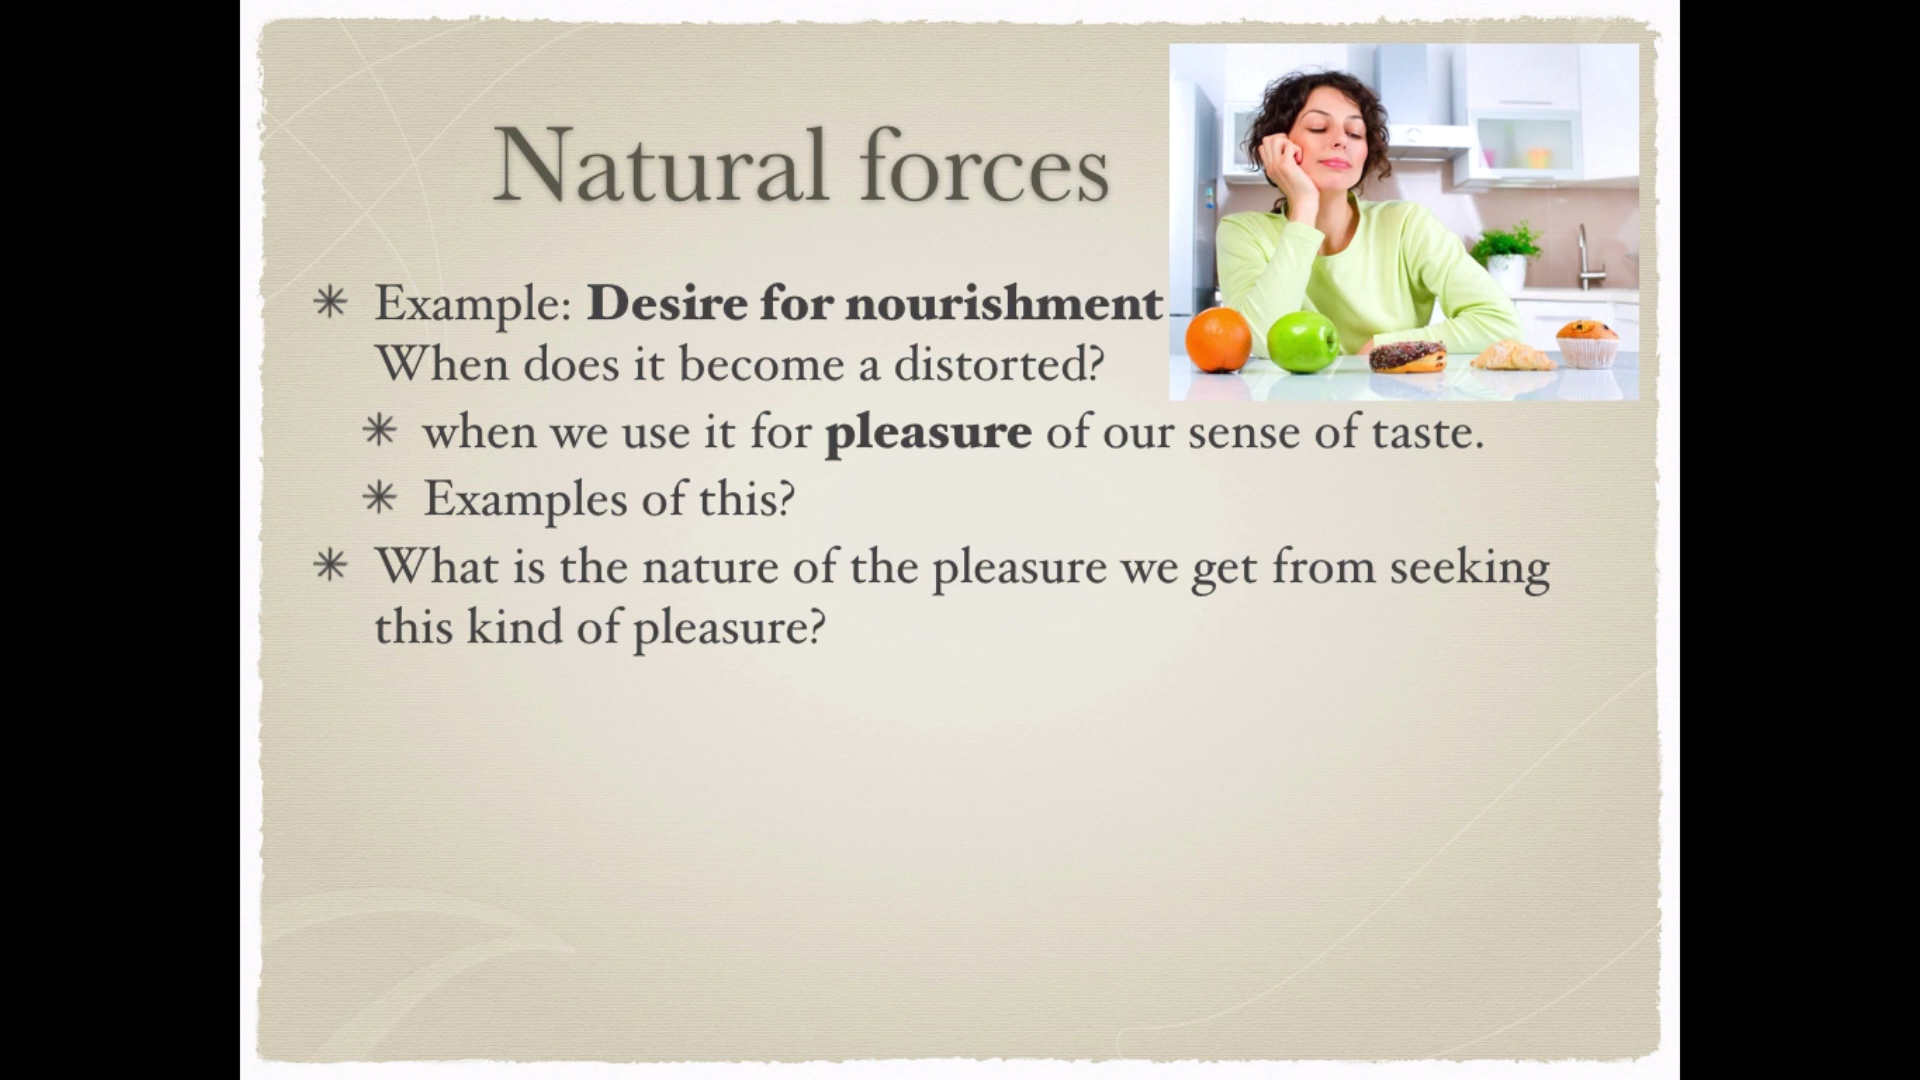 Natural forces
✳ Example: Desire for nourishment
When does it become a distorted?
✳ when we use it for pleasure of our sense of taste.
✳ Examples of this?
✳ What is the nature of the pleasure we get from seeking
this kind of pleasure?